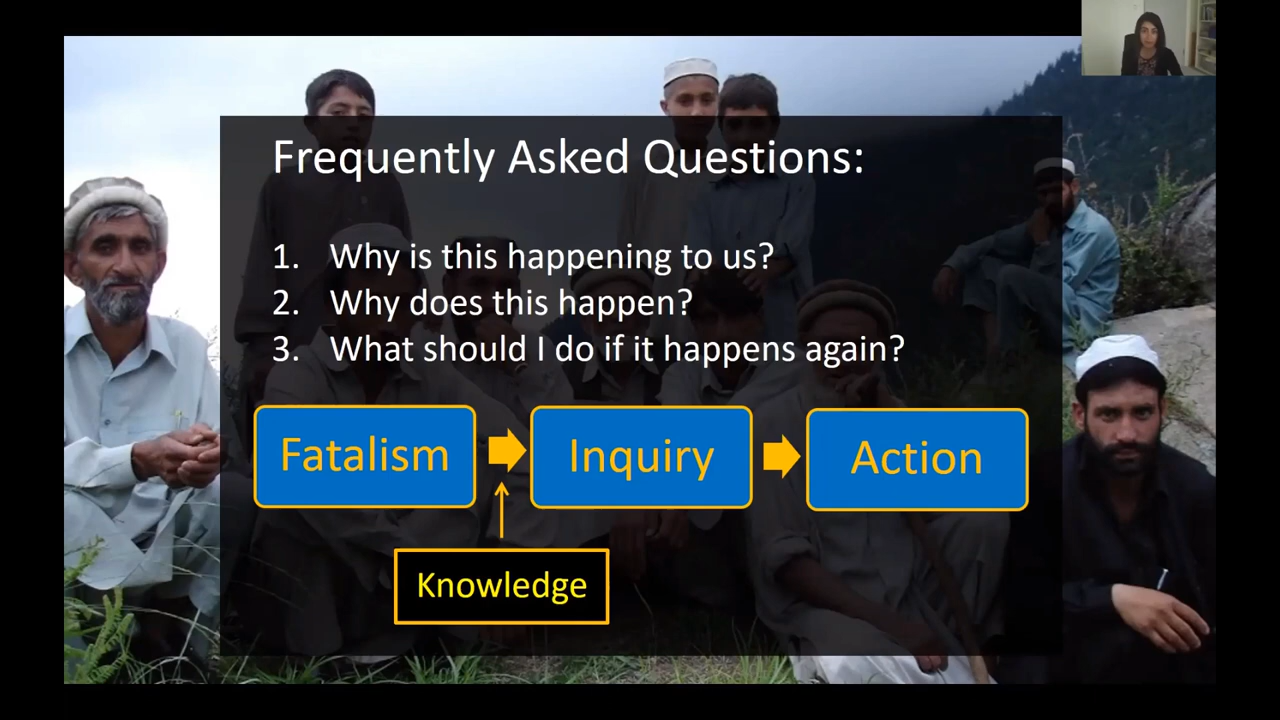 Frequently Asked Questions:
1. Why is this happening to us?
2. Why does this happen?
3. What should I do if it happens again?
Fatalism
Inquiry
Action
Knowledge